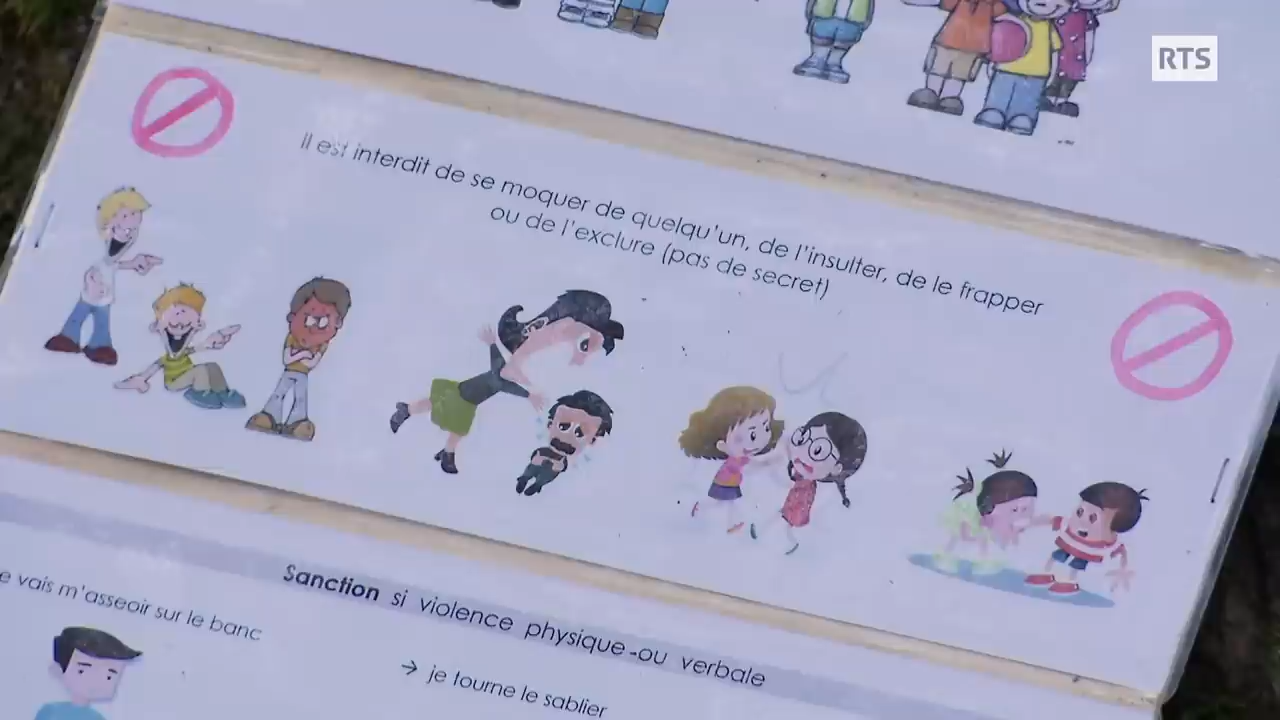 RTS
Il est interdit de se moquer de quelqu'un, de l'insulter, de le frapper
ou de l'exclure (pas de secret)
Sanction si violence physique-ou verbale
e vais m'asseoir sur le banc
→ je tourne le sablier